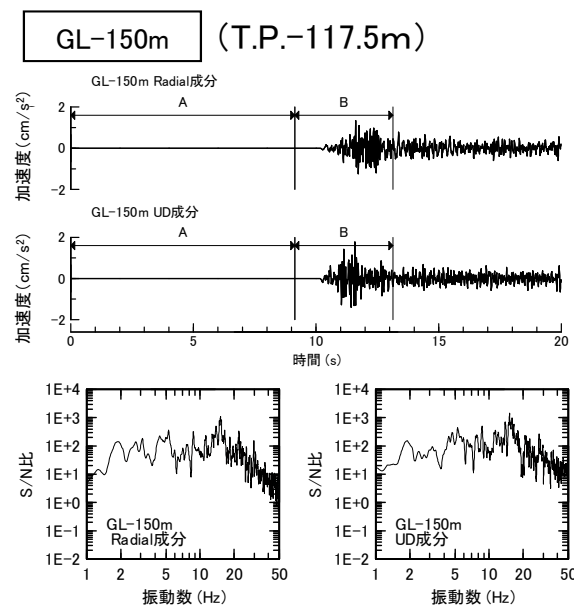 GL-150m (T.P.-117.5m)
GL-150m Radial成分
加速度(cm/s²)
2
0
-2
A
B
GL-150m UD成分
加速度(cm/s²)
2
0
-2
A
B
0 5 10 15 20
時間(s)
S/N比
1E+4
1E+3
1E+2
1E+1
1E+0
1E-1
1E-2
GL-150m
Radial成分
1 2 5 10 20 50
振動数(Hz)
S/N比
1E+4
1E+3
1E+2
1E+1
1E+0
1E-1
1E-2
GL-150m
UD成分
1 2 5 10 20 50
振動数(Hz)